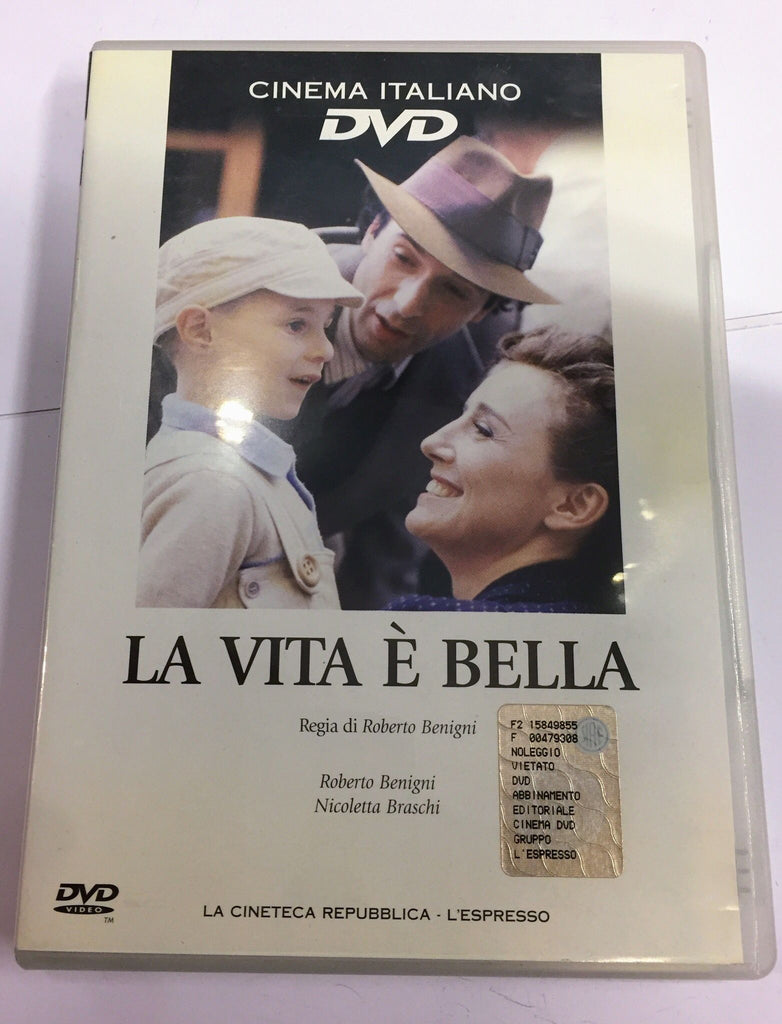 CINEMA ITALIANO
DVD
LA VITA È BELLA
Regia di Roberto Benigni
Roberto Benigni
Nicoletta Braschi
F2 15849855
F 00479308
NOLEGGIO
VIETATO
DVD
ABBINAMENTO
EDITORIALE
CINEMA DVD
GRUPPO
L'ESPRESSO
DVD
VIDEO
TM
LA CINETECA REPUBBLICA - L'ESPRESSO